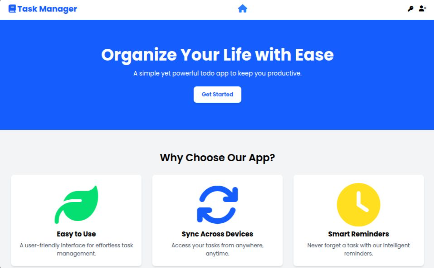 Task Manager
Organize Your Life with Ease
A simple yet powerful todo app to keep you productive.
Get Started
Why Choose Our App?
Easy to Use
A user-friendly interface for effortless task
management.
Sync Across Devices
Access your tasks from anywhere,
anytime.
Smart Reminders
Never forget a task with our intelligent
reminders.